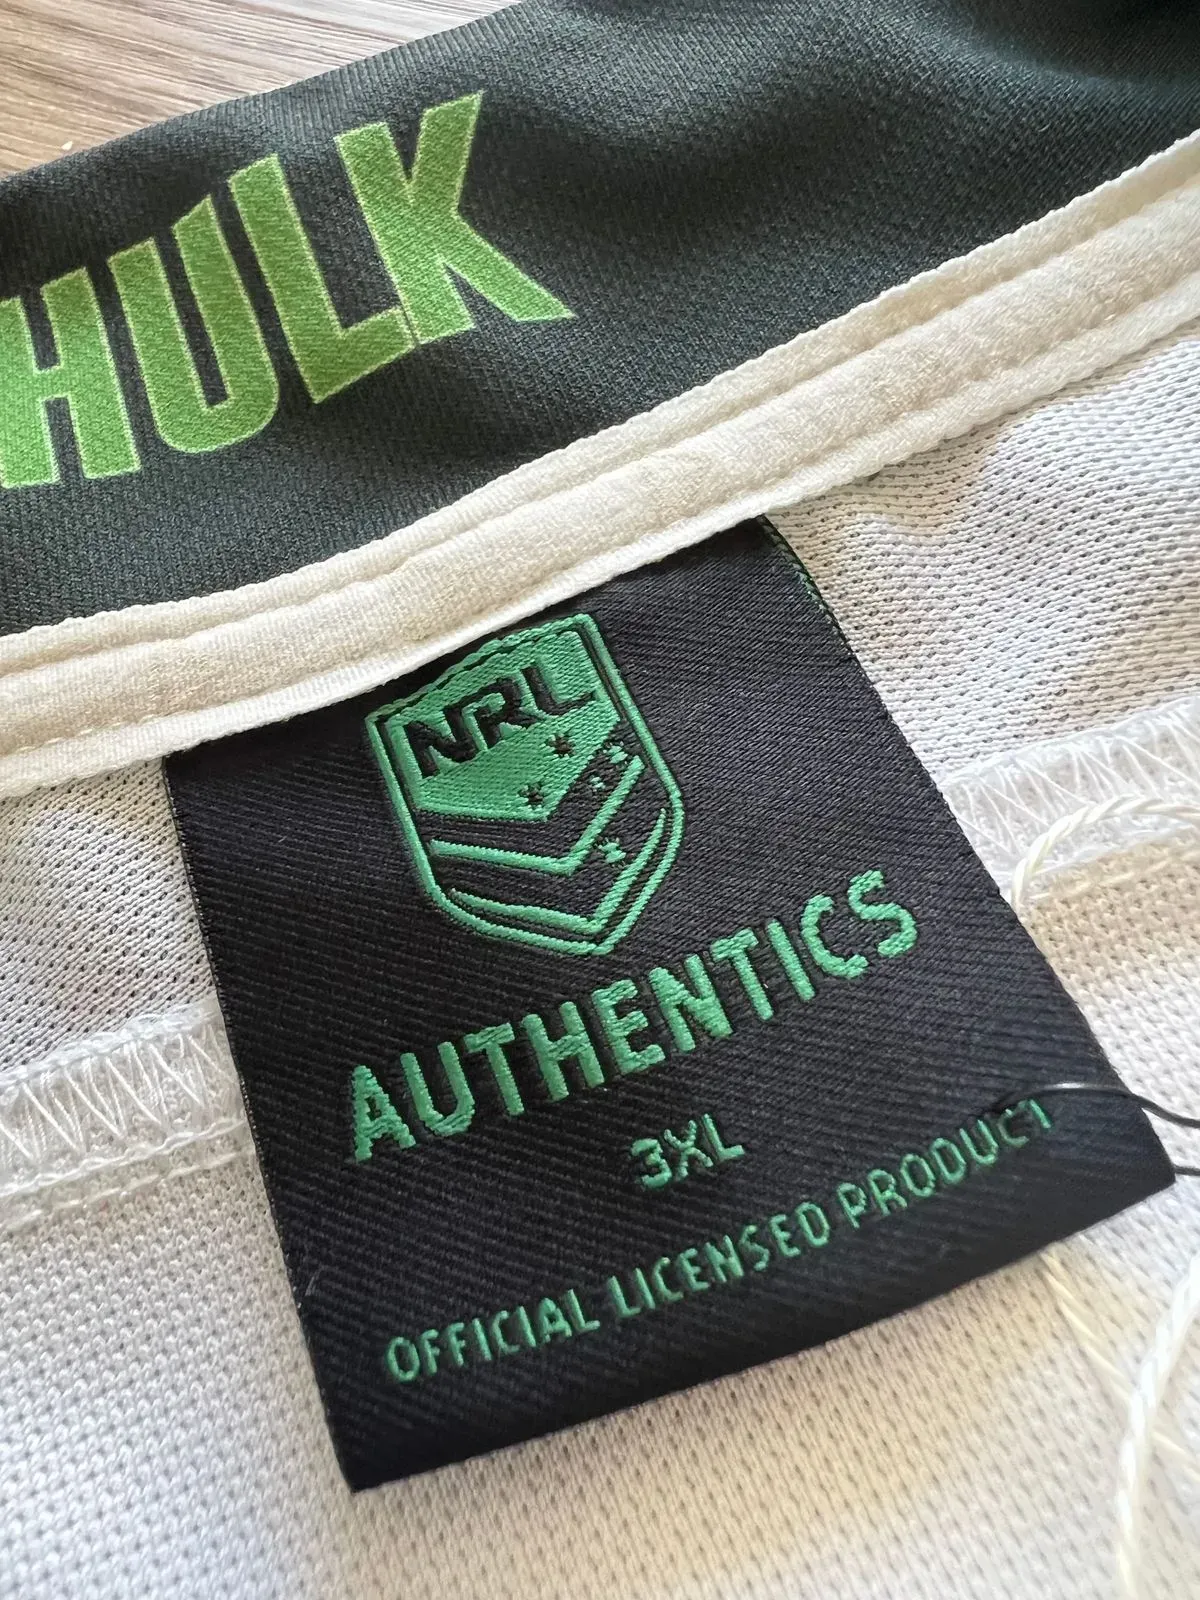 HULK
NRL
AUTHENTICS
3XL
OFFICIAL LICENSED PRODUCT